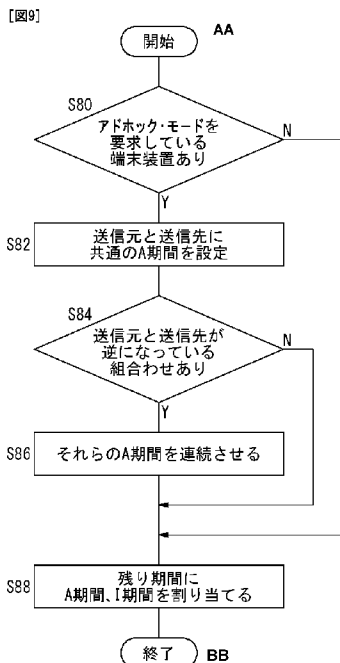 [図9]
開始
AA
S80
アドホック・モードを
要求している
端末装置あり
N
Y
S82
送信元と送信先に
共通のA期間を設定
S84
送信元と送信先が
逆になっている
組合わせあり
N
Y
S86
それらのA期間を連続させる
S88
残り期間に
A期間、I期間を割り当てる
終了
BB